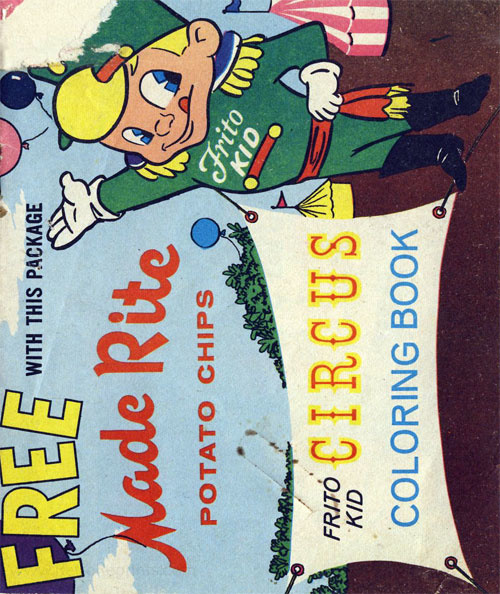 FREE
WITH THIS PACKAGE
Made Rite
POTATO CHIPS
Frito
KID
FRITO
KID
CIRCUS
COLORING BOOK